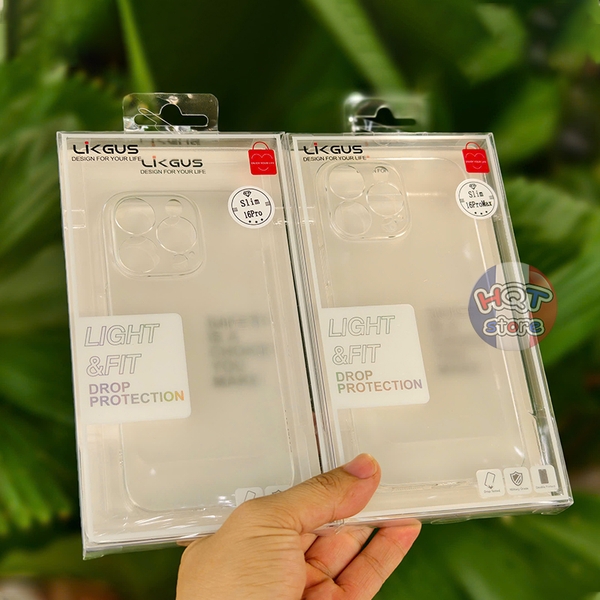 LIKGUS
DESIGN FOR YOUR LIFE
LIKGUS
DESIGN FOR YOUR LIFE
Slim
16Pro
LIGHT
&FIT
DROP
PROTECTION
LIKGUS
DESIGN FOR YOUR LIFE®
Slim
16ProMax
LIGHT
&FIT
DROP
PROTECTION
HQT
store